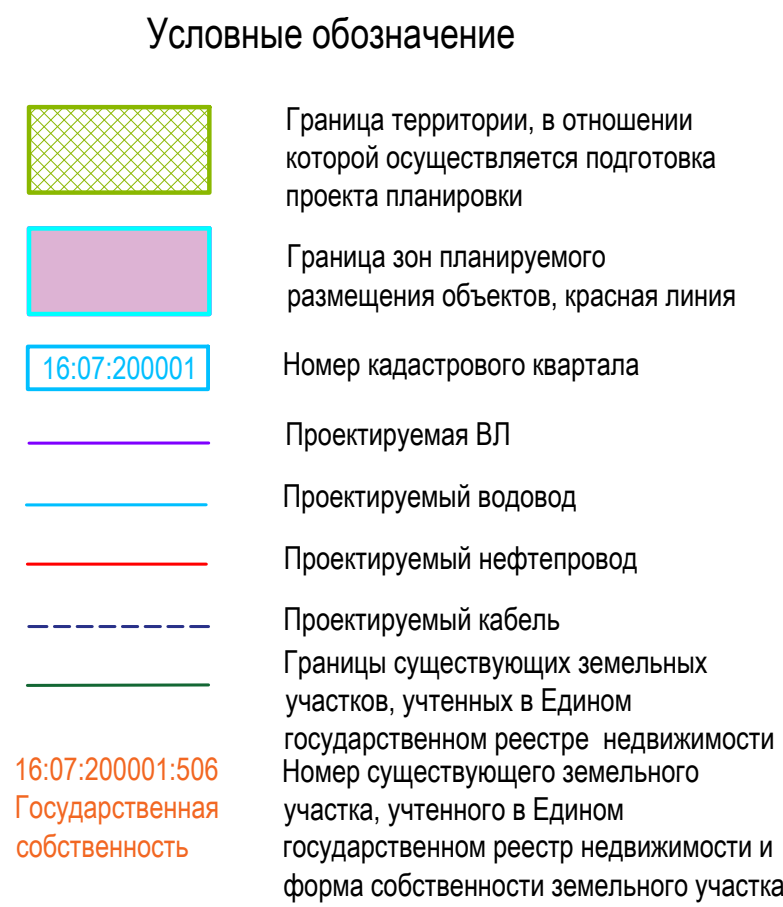 Условные обозначение
Граница территории, в отношении
которой осуществляется подготовка
проекта планировки
Граница зон планируемого
размещения объектов, красная линия
16:07:200001
Номер кадастрового квартала
Проектируемая ВЛ
Проектируемый водовод
Проектируемый нефтепровод
Проектируемый кабель
Границы существующих земельных
участков, учтенных в Едином
государственном реестре недвижимости
16:07:200001:506
Государственная
собственность
Номер существующего земельного
участка, учтенного в Едином
государственном реестр недвижимости и
форма собственности земельного участка